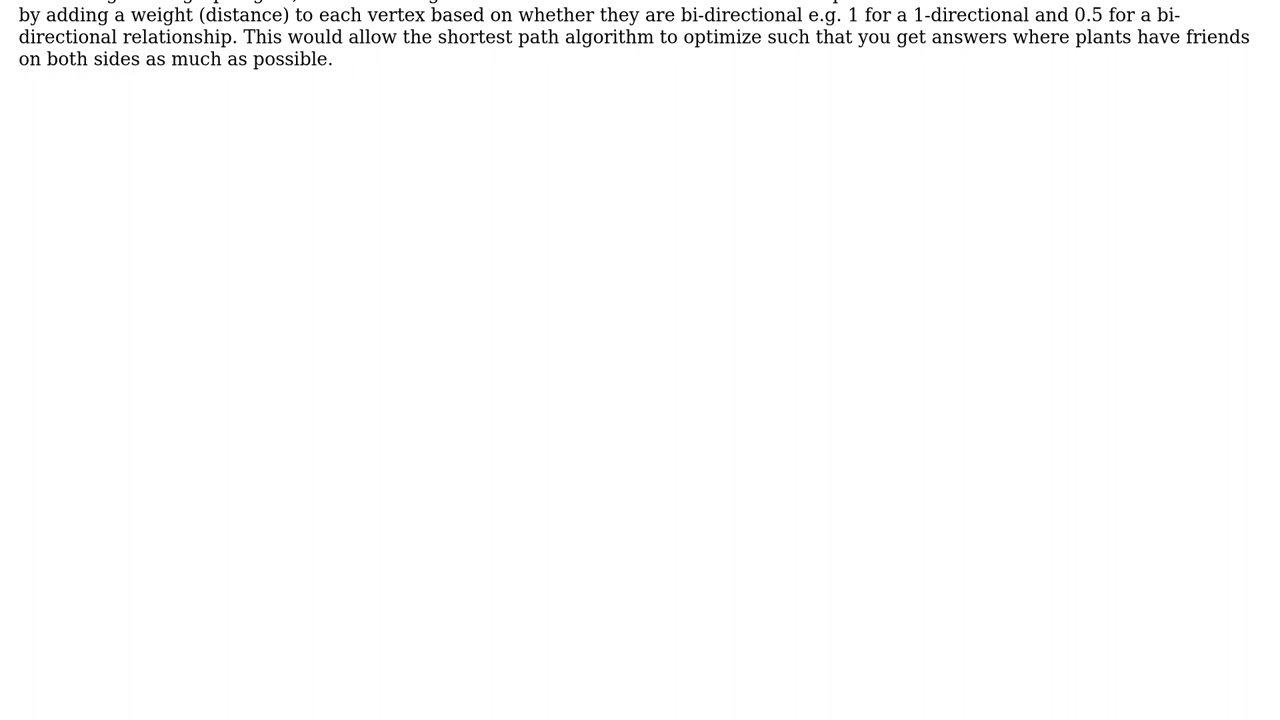 by adding a weight (distance) to each vertex based on whether they are bi-directional e.g. 1 for a 1-directional and 0.5 for a bi-
directional relationship. This would allow the shortest path algorithm to optimize such that you get answers where plants have friends
on both sides as much as possible.